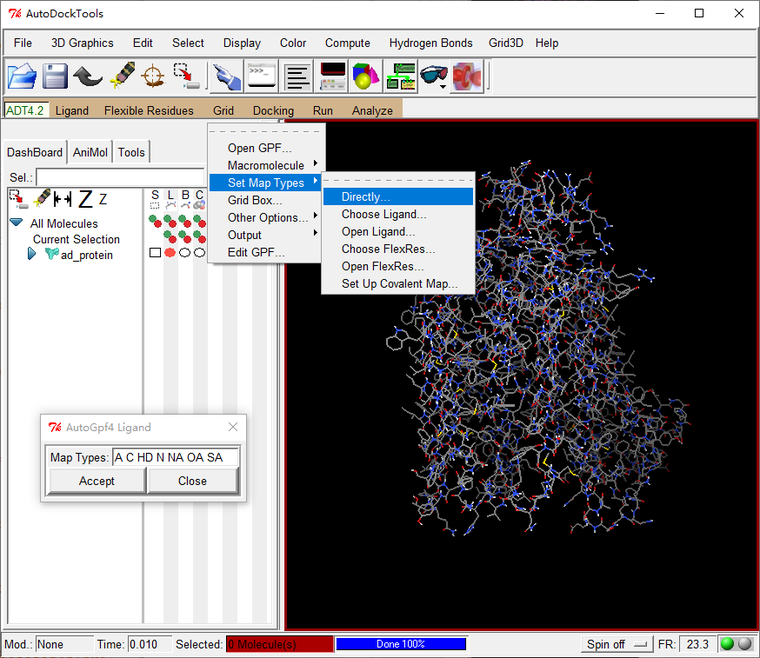 AutoDockTools
File 3D Graphics Edit Select Display Color Compute Hydrogen Bonds Grid3D Help
ADT4.2 Ligand Flexible Residues Grid Docking Run Analyze
Open GPF...
Macromolecule
Set Map Types
Grid Box...
Other Options...
Output
Edit GPF...
Directly...
Choose Ligand...
Open Ligand...
Choose FlexRes...
Open FlexRes...
Set Up Covalent Map...
DashBoard AniMol Tools
Sel.:
Z Z
S L B C
All Molecules
Current Selection
ad_protein
AutoGpf4 Ligand
Map Types: A C HD N NA OA SA
Accept Close
Mod.: None Time: 0.010 Selected: 0 Molecule(s) Done 100% Spin off FR: 23.3